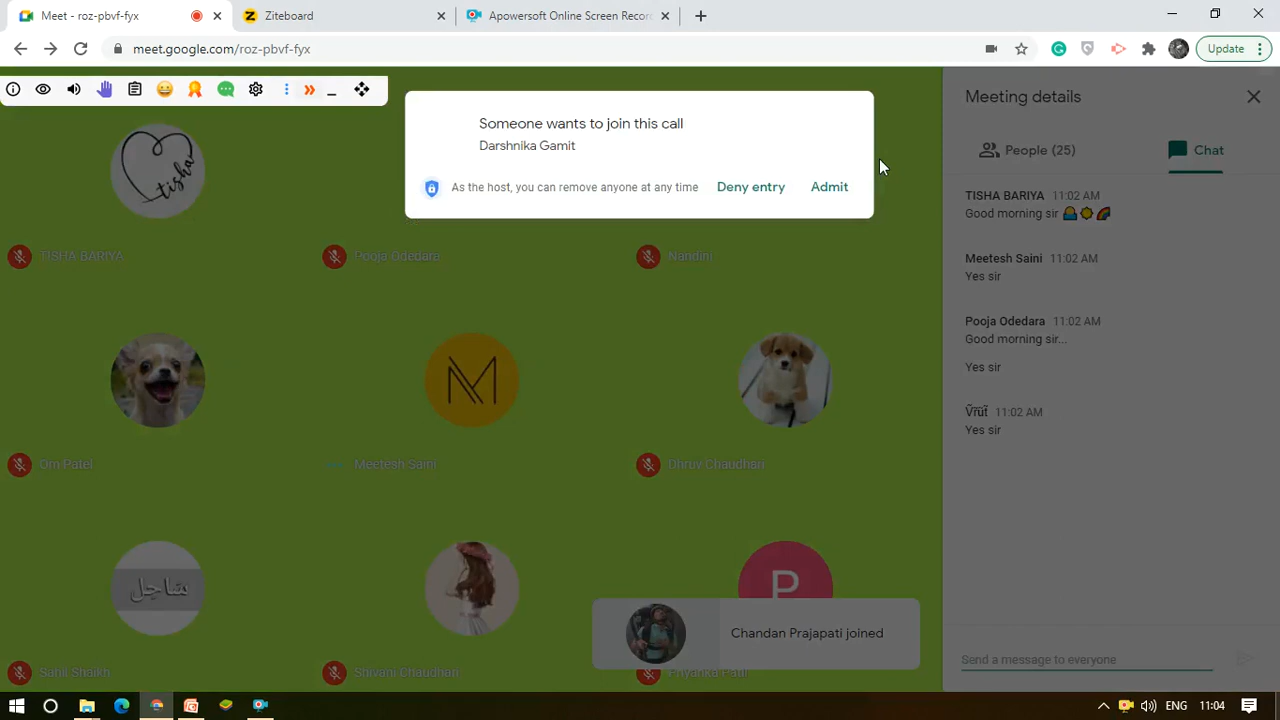 Meet - roz-pbvf-fyx
Ziteboard
Apowersoft Online Screen Recor
meet.google.com/roz-pbvf-fyx
Update
Someone wants to join this call
Darshnika Gamit
As the host, you can remove anyone at any time
Deny entry
Admit
Meeting details
People (25)
Chat
TISHA BARIYA 11:02 AM
Good morning sir 🤷🌞🌈
Meetesh Saini 11:02 AM
Yes sir
Pooja Odedara 11:02 AM
Good morning sir...
Yes sir
11:02 AM
Yes sir
Send a message to everyone
tisha
TISHA BARIYA
Pooja Odedara
Nandini
M
Om Patel
Meetesh Saini
Dhruv Chaudhari
سَاحِل
P
Sahil Shaikh
Shivani Chaudhari
Priyanka Patil
Chandan Prajapati joined
ENG
11:04